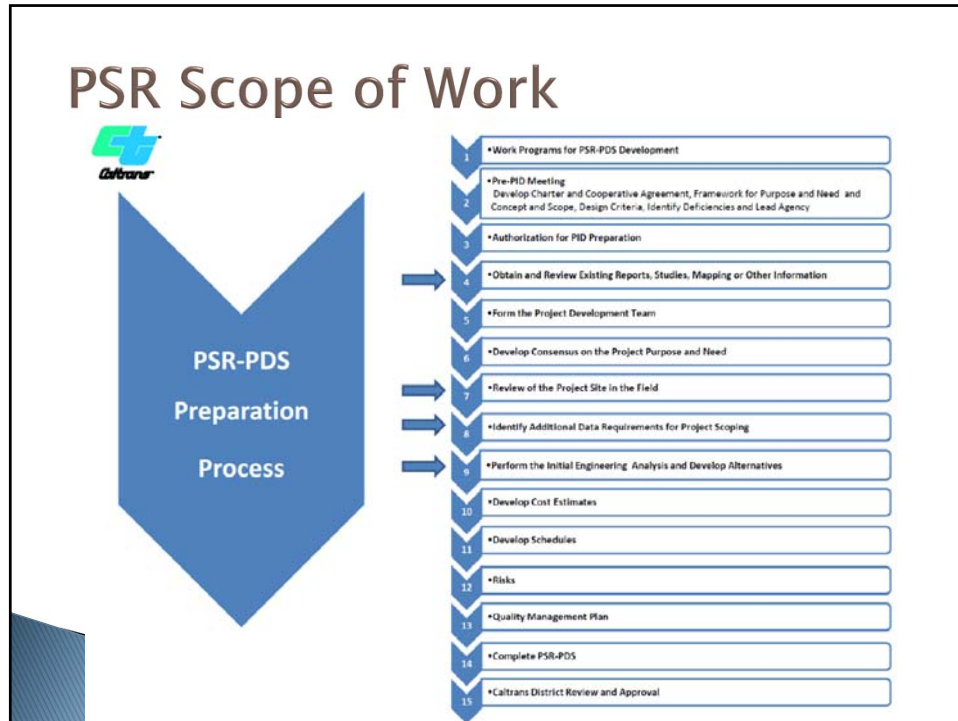 PSR Scope of Work
Ct
Caltrans
PSR-PDS
Preparation
Process
1
•Work Programs for PSR-PDS Development
2
•Pre-PID Meeting
Develop Charter and Cooperative Agreement, Framework for Purpose and Need and
Concept and Scope, Design Criteria, Identify Deficiencies and Lead Agency
3
•Authorization for PID Preparation
4
•Obtain and Review Existing Reports, Studies, Mapping or Other Information
5
•Form the Project Development Team
6
•Develop Consensus on the Project Purpose and Need
7
•Review of the Project Site in the Field
8
•Identify Additional Data Requirements for Project Scoping
9
•Perform the Initial Engineering Analysis and Develop Alternatives
10
•Develop Cost Estimates
11
•Develop Schedules
12
•Risks
13
•Quality Management Plan
14
•Complete PSR-PDS
15
•Caltrans District Review and Approval